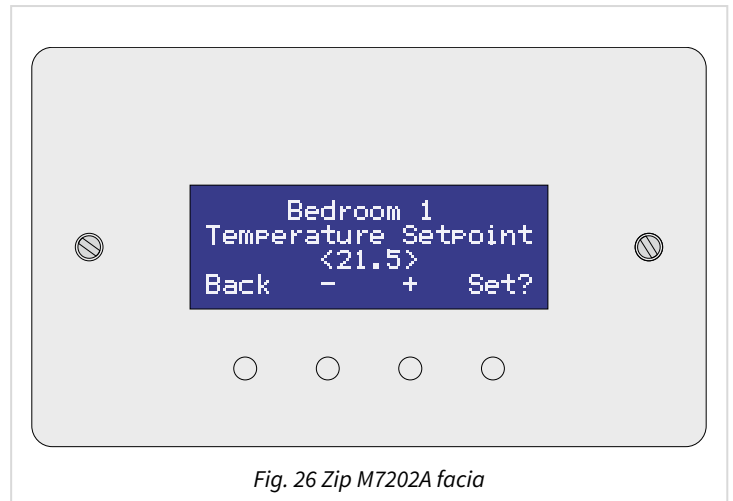 Bedroom 1
Temperature Setpoint
<21.5>
Back - + Set?
Fig. 26 Zip M7202A facia